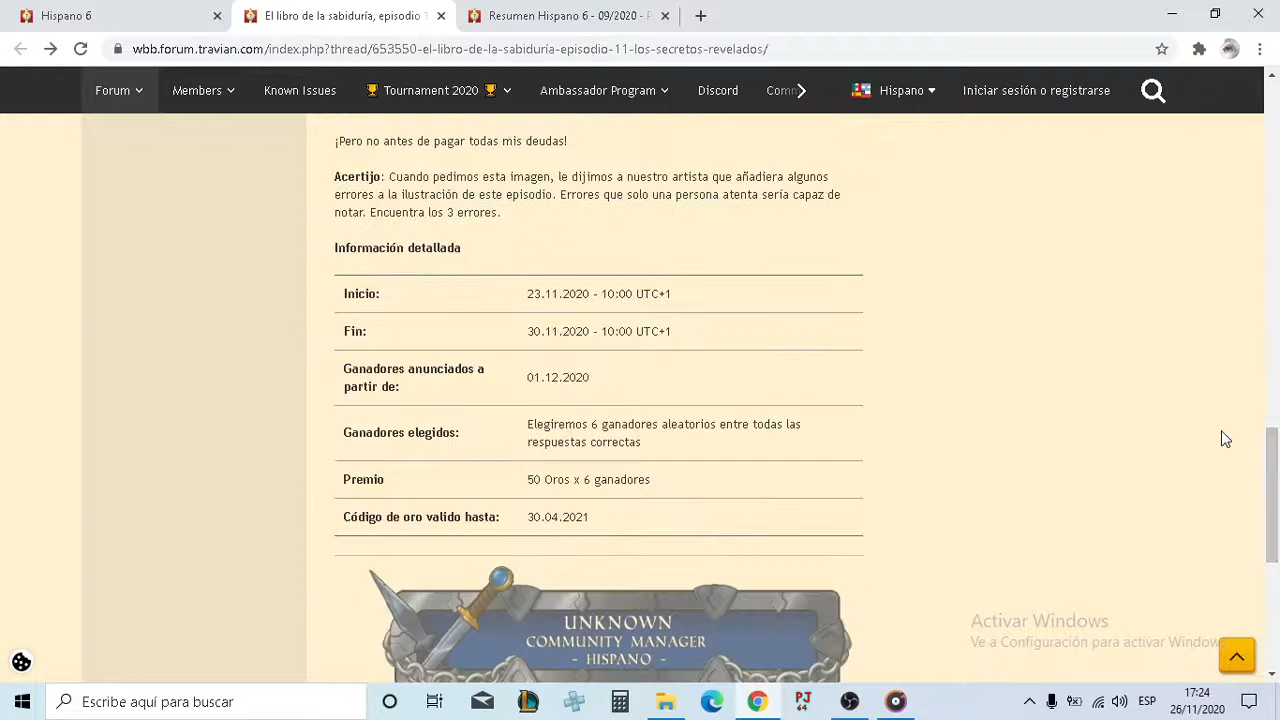 Hispano 6
El libro de la sabiduría, episodio
Resumen Hispano 6 - 09/2020 - P
wbb.forum.travian.com/index.php?thread/653550-el-libro-de-la-sabiduría-episodio-11-los-secretos-revelados/
Forum
Members
Known Issues
Tournament 2020
Ambassador Program
Discord
Comm
Hispano
Iniciar sesión o registrarse
¡Pero no antes de pagar todas mis deudas!
Acertijo: Cuando pedimos esta imagen, le dijimos a nuestro artista que añadiera algunos
errores a la ilustración de este episodio. Errores que solo una persona atenta sería capaz de
notar. Encuentra los 3 errores.
Información detallada
Inicio: 23.11.2020 - 10:00 UTC+1
Fin: 30.11.2020 - 10:00 UTC+1
Ganadores anunciados a
partir de:
01.12.2020
Ganadores elegidos:
Elegiremos 6 ganadores aleatorios entre todas las
respuestas correctas
Premio 50 Oros x 6 ganadores
Código de oro valido hasta: 30.04.2021
UNKNOWN
COMMUNITY MANAGER
- HISPANO -
Activar Windows
Ve a Configuración para activar Windows
Escribe aquí para buscar
PJ
64
ESP
17:24
26/11/2020